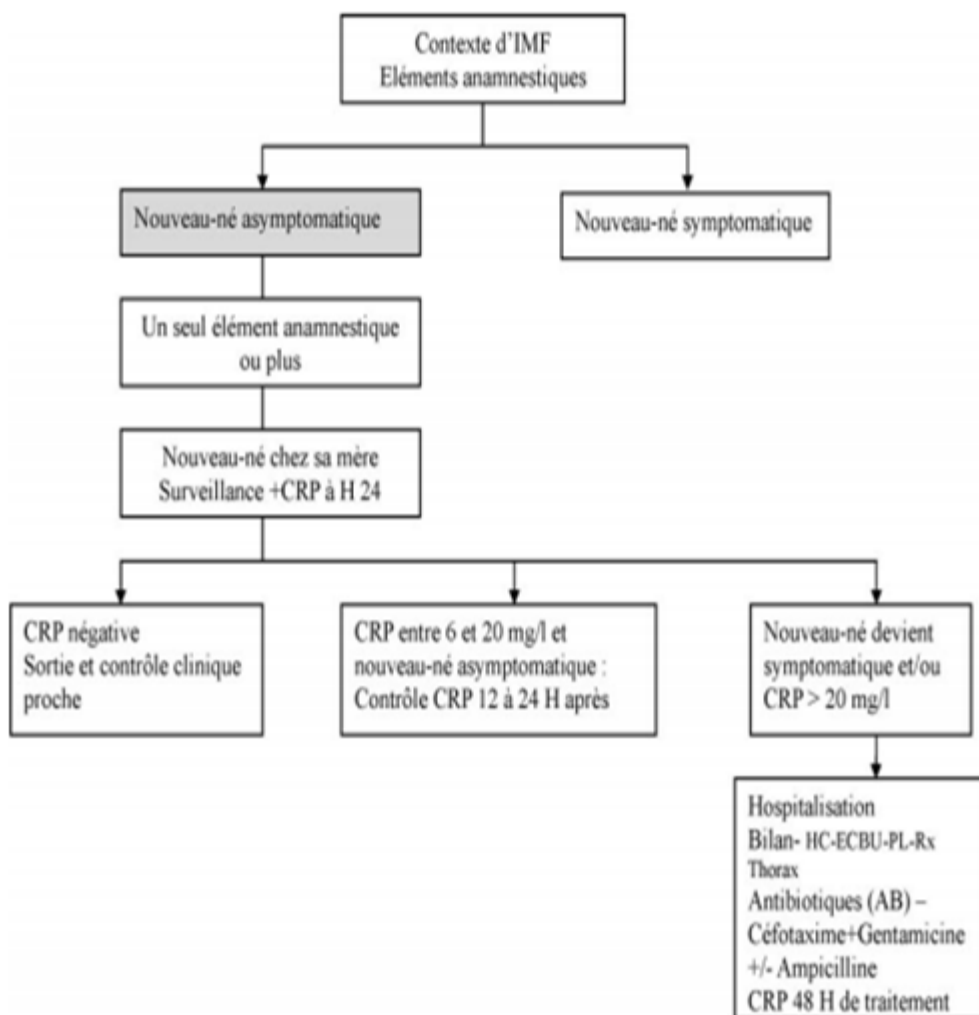 Contexte d'IMF
Eléments anamnestiques
Nouveau-né asymptomatique
Nouveau-né symptomatique
Un seul élément anamnestique
ou plus
Nouveau-né chez sa mère
Surveillance +CRP à H 24
CRP négative
Sortie et contrôle clinique
proche
CRP entre 6 et 20 mg/l et
nouveau-né asymptomatique :
Contrôle CRP 12 à 24 H après
Nouveau-né devient
symptomatique et/ou
CRP > 20 mg/l
Hospitalisation
Bilan- HC-ECBU-PL-Rx
Thorax
Antibiotiques (AB) –
Céfotaxime+Gentamicine
+/- Ampicilline
CRP 48 H de traitement